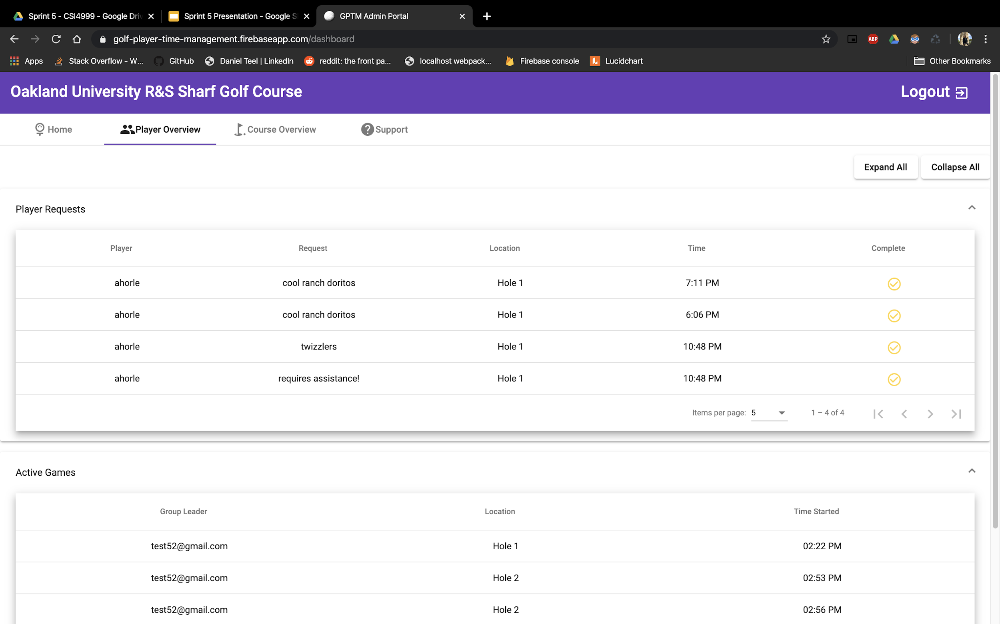 Sprint 5 - CSI4999 - Google Driv
Sprint 5 Presentation - Google S
GPTM Admin Portal
golf-player-time-management.firebaseapp.com/dashboard
ABP
Apps
Stack Overflow - W...
GitHub
Daniel Teel | LinkedIn
reddit: the front pa...
localhost webpack...
Firebase console
Lucidchart
Other Bookmarks
Oakland University R&S Sharf Golf Course
Logout
Home
Player Overview
Course Overview
Support
Expand All
Collapse All
Player Requests
Player Request Location Time Complete
ahorle cool ranch doritos Hole 1 7:11 PM
ahorle cool ranch doritos Hole 1 6:06 PM
ahorle twizzlers Hole 1 10:48 PM
ahorle requires assistance! Hole 1 10:48 PM
Items per page: 5 1 – 4 of 4
Active Games
Group Leader Location Time Started
test52@gmail.com Hole 1 02:22 PM
test52@gmail.com Hole 2 02:53 PM
test52@gmail.com Hole 2 02:56 PM